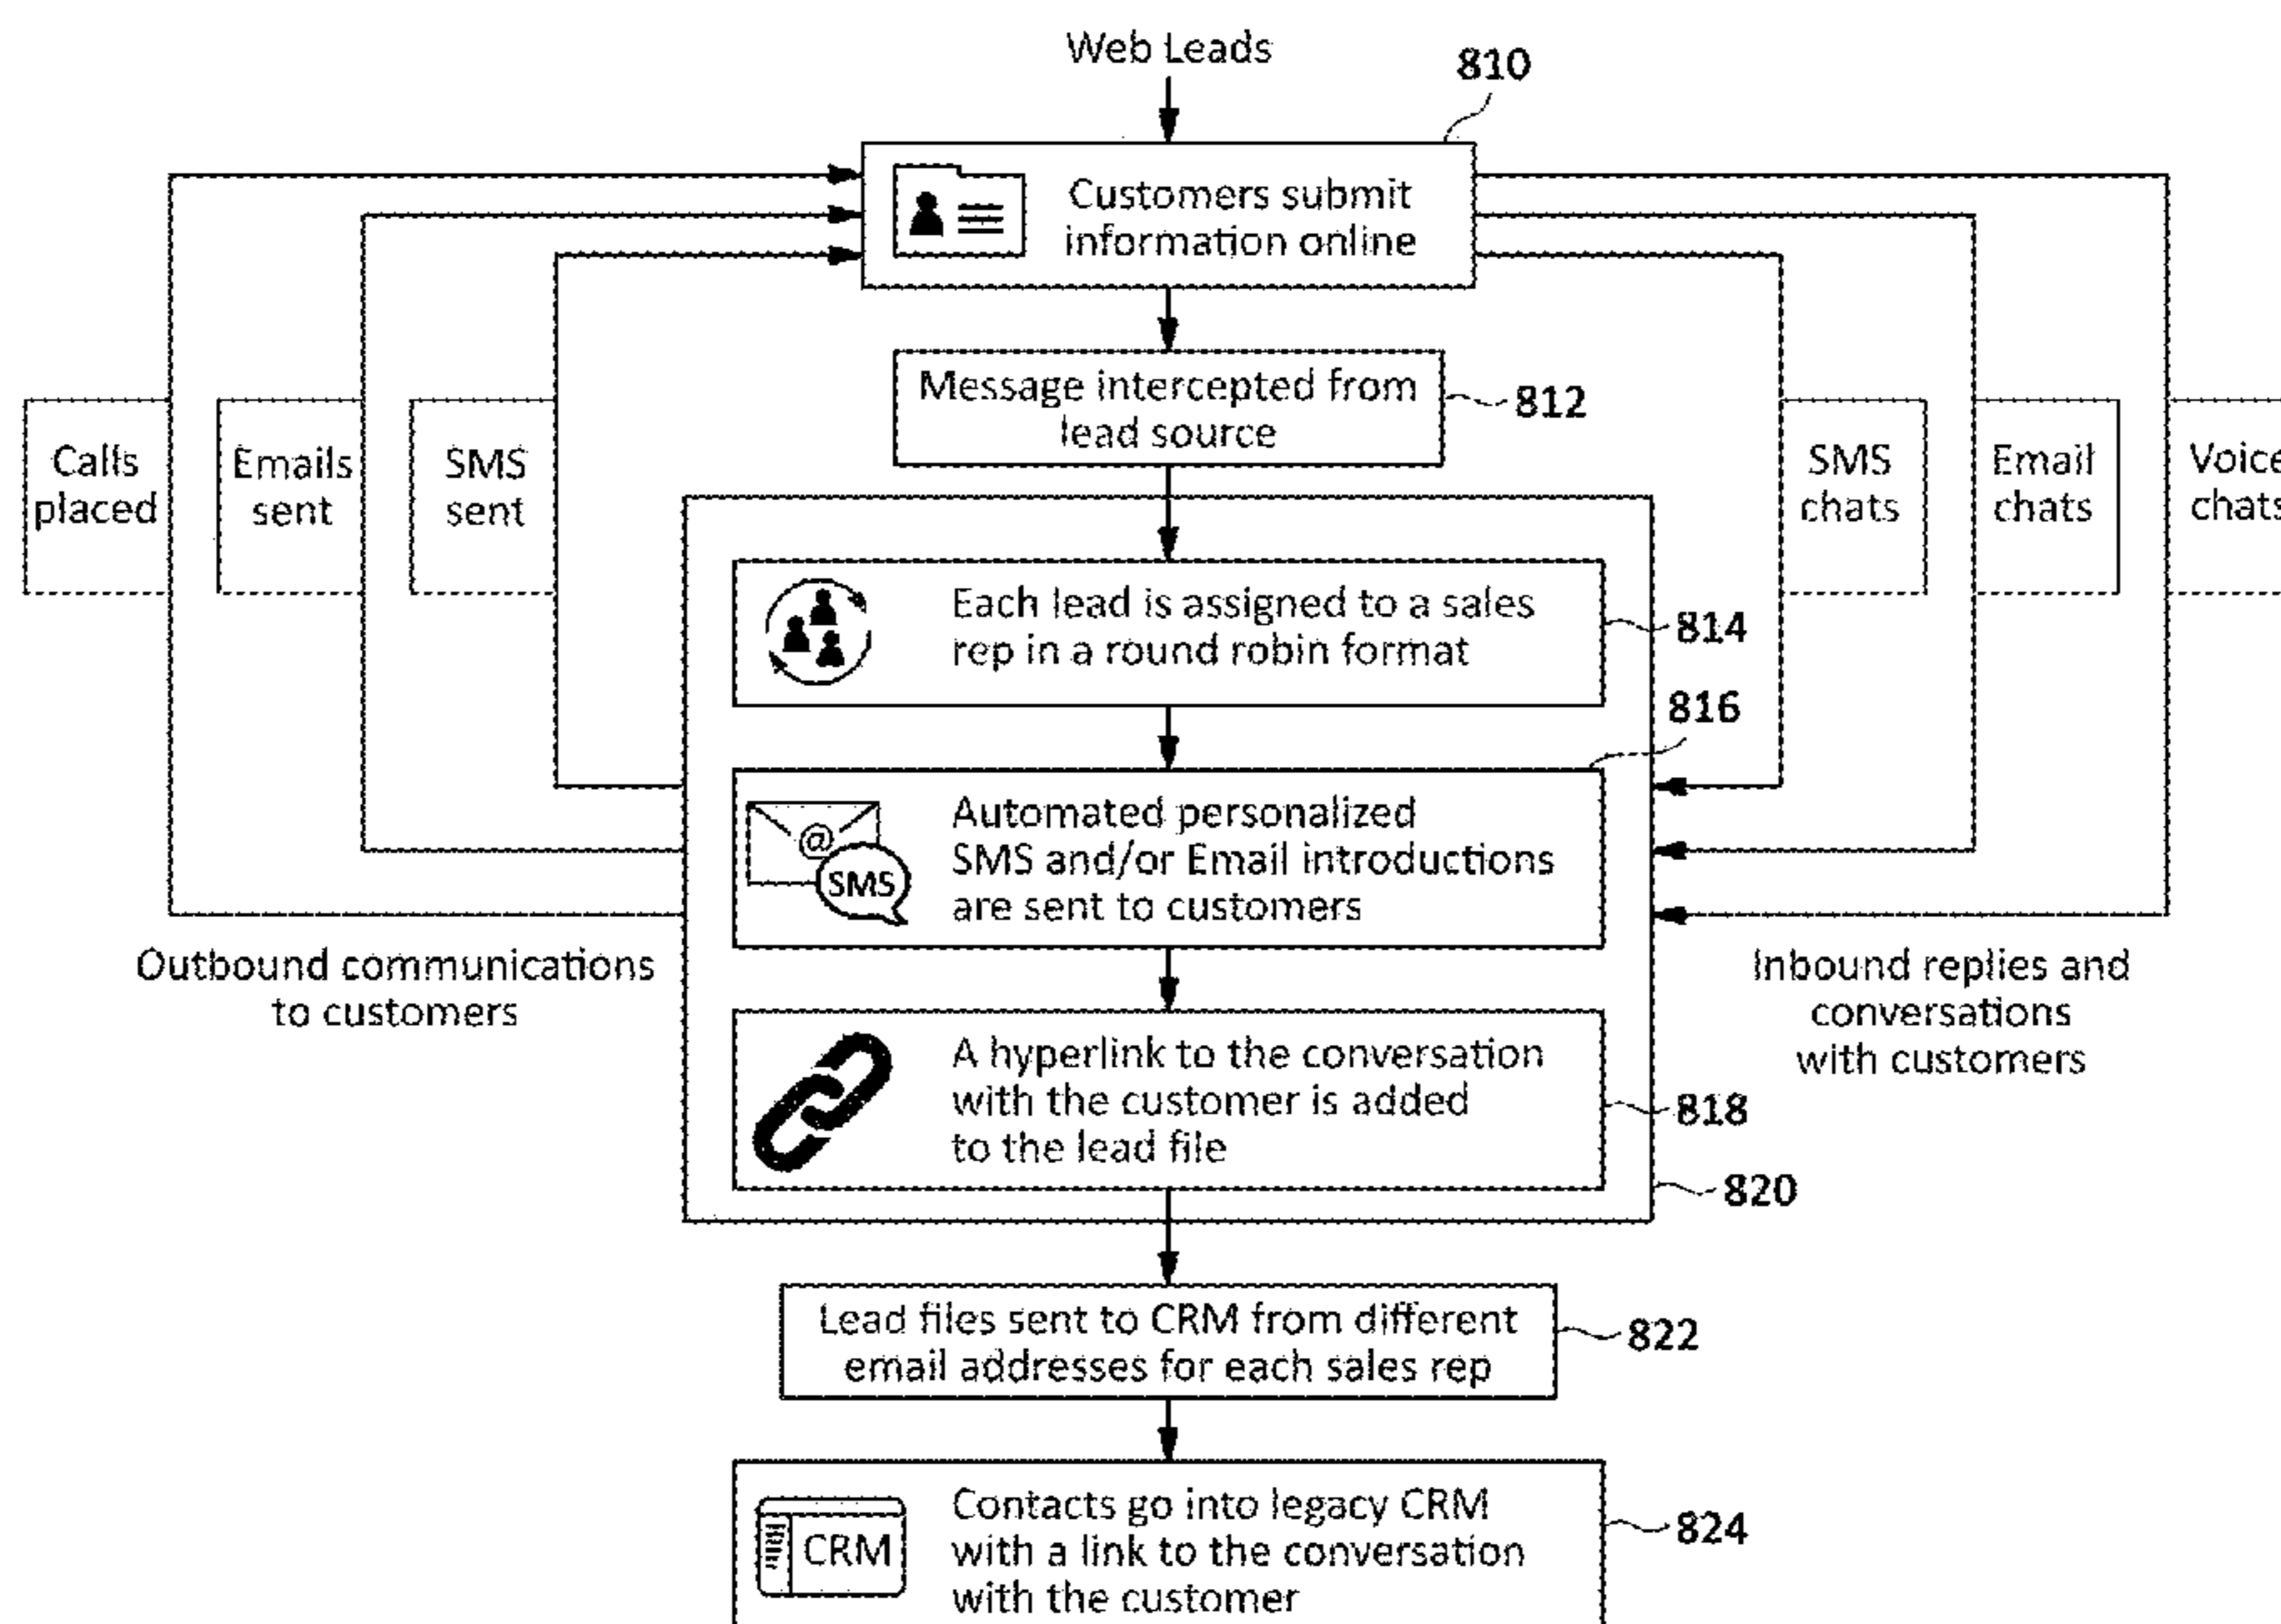 Web Leads
810
Customers submit
information online
Message intercepted from
lead source
812
Calls
placed
Emails
sent
SMS
sent
SMS
chats
Email
chats
Voice
chats
Each lead is assigned to a sales
rep in a round robin format
814
816
@
SMS
Automated personalized
SMS and/or Email introductions
are sent to customers
Outbound communications
to customers
Inbound replies and
conversations
with customers
A hyperlink to the conversation
with the customer is added
to the lead file
818
820
Lead files sent to CRM from different
email addresses for each sales rep
822
CRM
Contacts go into legacy CRM
with a link to the conversation
with the customer
824